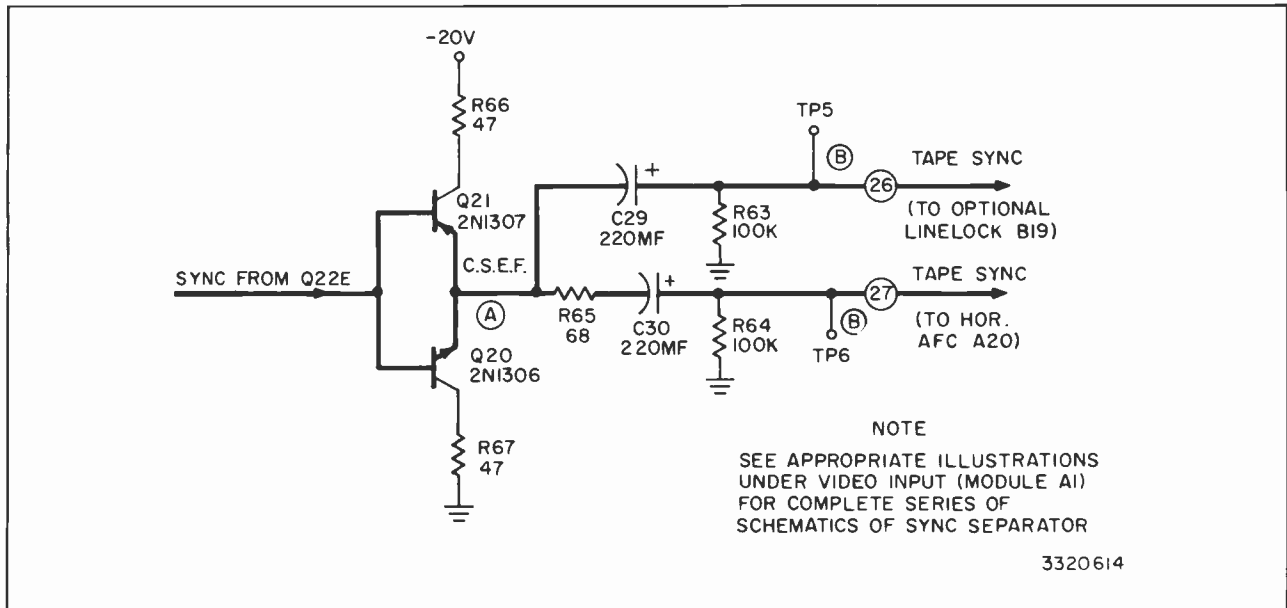 -20V
R66
47
Q21
2N1307
C.S.E.F.
SYNC FROM Q22E
A
Q20
2N1306
R67
47
R65
68
C29
220MF
+
C30
220MF
+
R63
100K
R64
100K
TP5
B
26
TAPE SYNC
(TO OPTIONAL
LINELOCK B19)
TP6
B
27
TAPE SYNC
(TO HOR.
AFC A20)
NOTE
SEE APPROPRIATE ILLUSTRATIONS
UNDER VIDEO INPUT (MODULE A1)
FOR COMPLETE SERIES OF
SCHEMATICS OF SYNC SEPARATOR
3320614